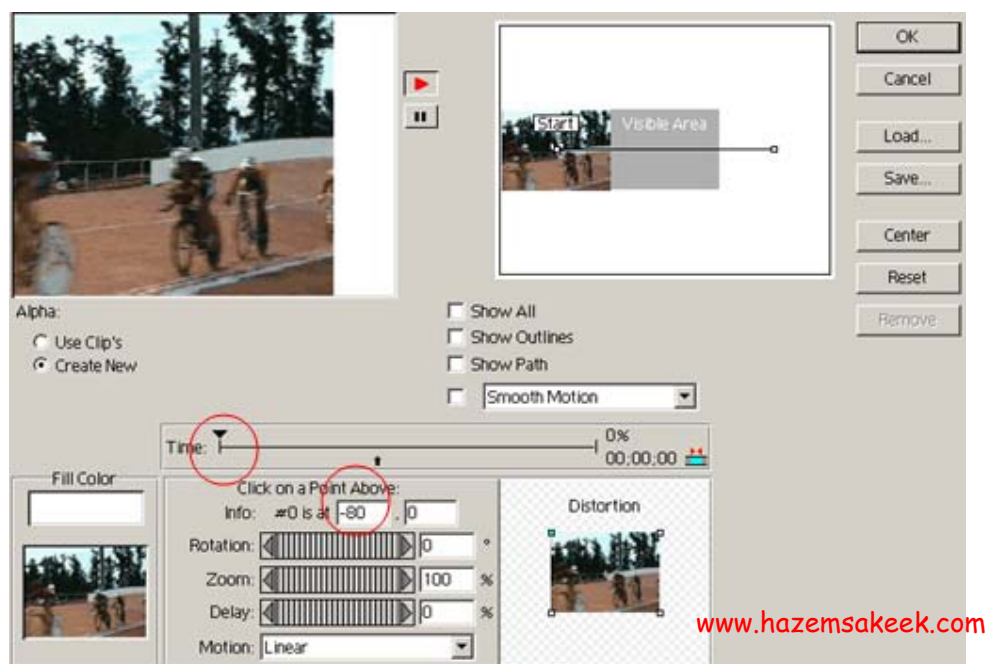 OK
Cancel
Start
Visible Area
Load...
Save...
Center
Reset
Remove
Alpha:
Use Clip's
Create New
Show All
Show Outlines
Show Path
Smooth Motion
Time:
0%
00;00;00
Fill Color
Click on a Point Above:
Info: #0 is at -80 , 0
Distortion
Rotation: 0 °
Zoom: 100 %
Delay: 0 %
Motion: Linear
www.hazemsakeek.com